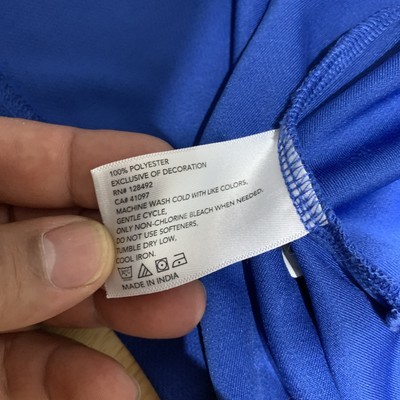 100% POLYESTER
EXCLUSIVE OF DECORATION
RN# 128492
CA# 41097
MACHINE WASH COLD WITH LIKE COLORS,
GENTLE CYCLE.
ONLY NON-CHLORINE BLEACH WHEN NEEDED.
DO NOT USE SOFTENERS.
TUMBLE DRY LOW.
COOL IRON.
MADE IN INDIA